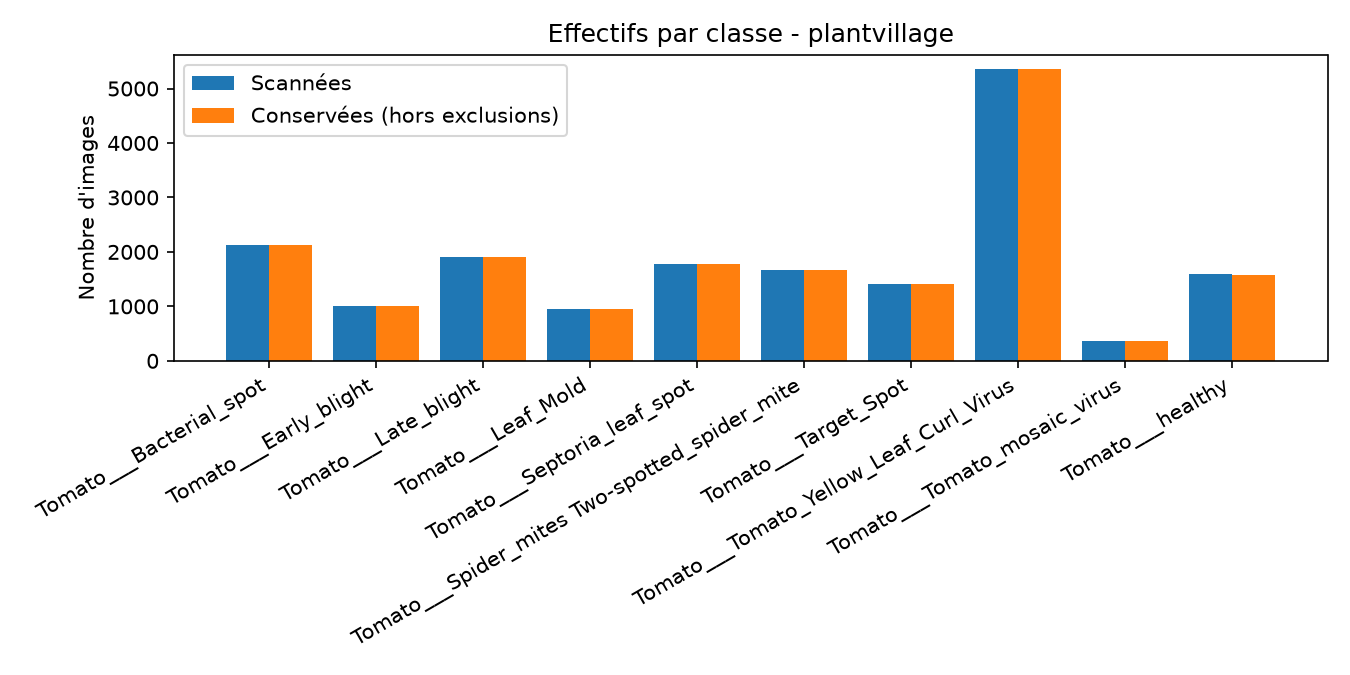 Effectifs par classe - plantvillage
Scannées
Conservées (hors exclusions)
Nombre d'images
5000
4000
3000
2000
1000
0
Tomato___Bacterial_spot
Tomato___Early_blight
Tomato___Late_blight
Tomato___Leaf_Mold
Tomato___Septoria_leaf_spot
Tomato___Spider_mites Two-spotted_spider_mite
Tomato___Target_Spot
Tomato___Tomato_Yellow_Leaf_Curl_Virus
Tomato___Tomato_mosaic_virus
Tomato___healthy